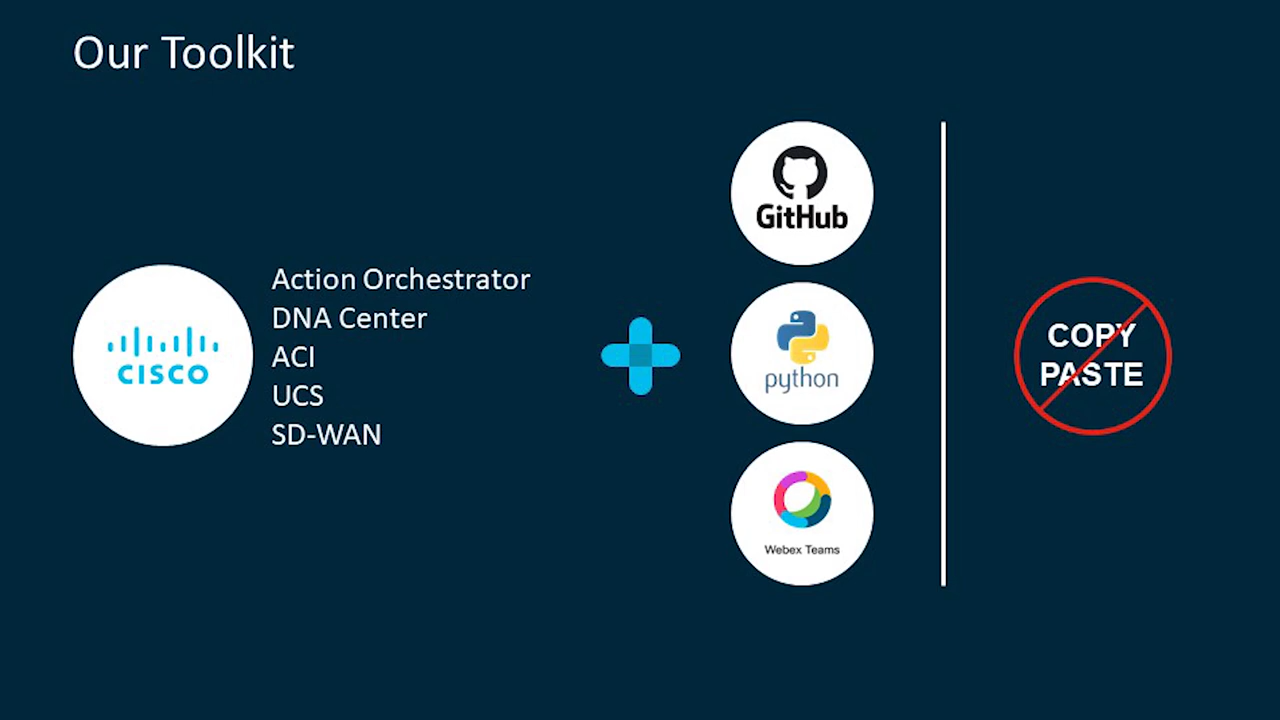 Our Toolkit
CISCO
Action Orchestrator
DNA Center
ACI
UCS
SD-WAN
GitHub
python
Webex Teams
COPY
PASTE